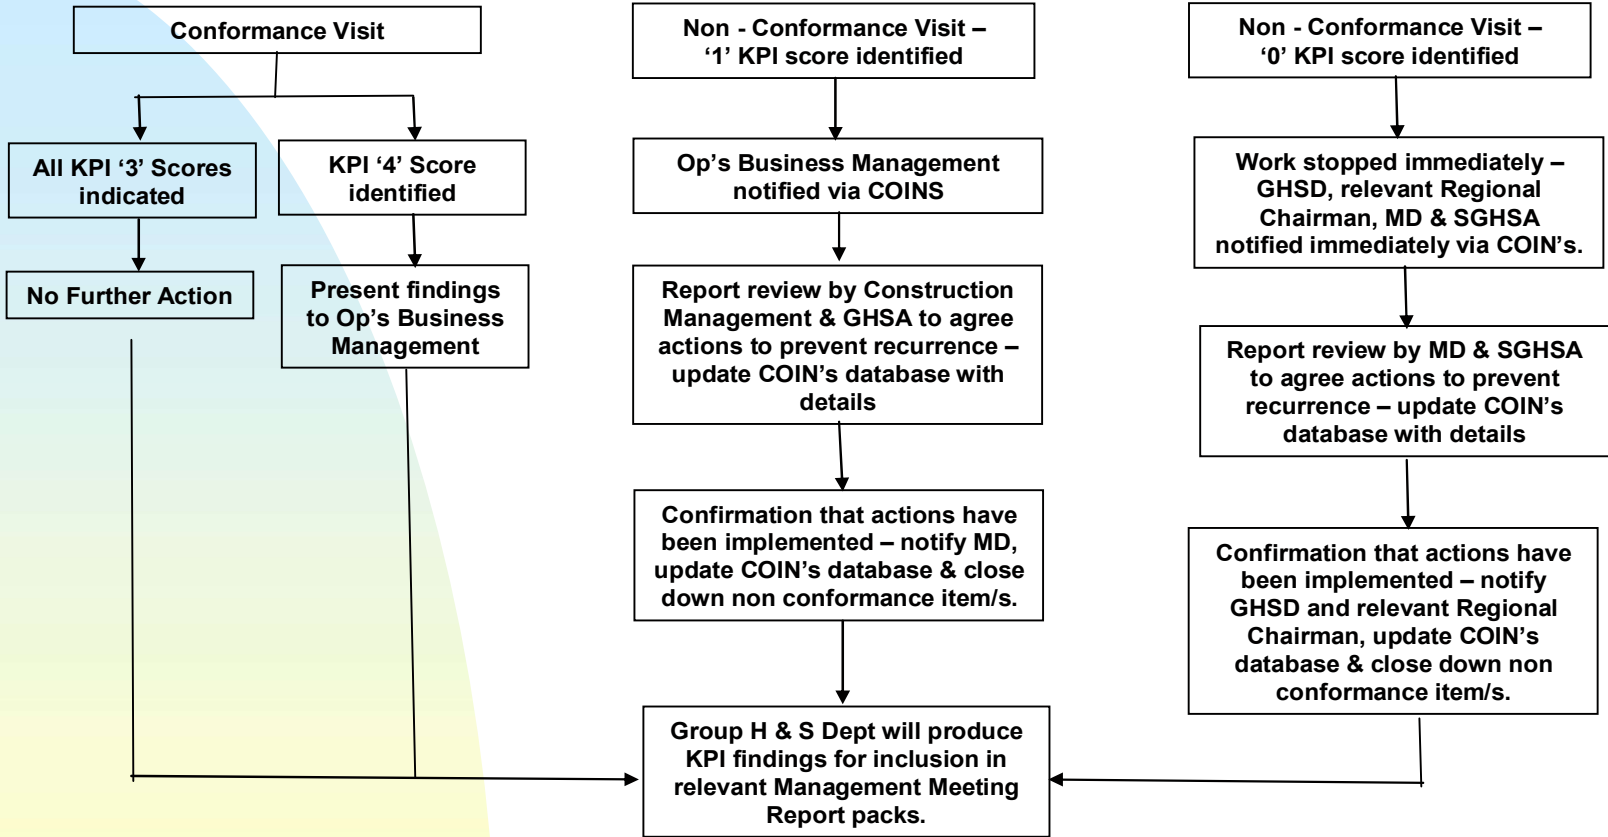 Conformance Visit
All KPI ‘3’ Scores
indicated
No Further Action
KPI ‘4’ Score
identified
Present findings
to Op’s Business
Management
Non - Conformance Visit –
‘1’ KPI score identified
Op’s Business Management
notified via COINS
Report review by Construction
Management & GHSA to agree
actions to prevent recurrence –
update COIN’s database with
details
Confirmation that actions have
been implemented – notify MD,
update COIN’s database & close
down non conformance item/s.
Group H & S Dept will produce
KPI findings for inclusion in
relevant Management Meeting
Report packs.
Non - Conformance Visit –
‘0’ KPI score identified
Work stopped immediately –
GHSD, relevant Regional
Chairman, MD & SGHSA
notified immediately via COIN’s.
Report review by MD & SGHSA
to agree actions to prevent
recurrence – update COIN’s
database with details
Confirmation that actions have
been implemented – notify
GHSD and relevant Regional
Chairman, update COIN’s
database & close down non
conformance item/s.